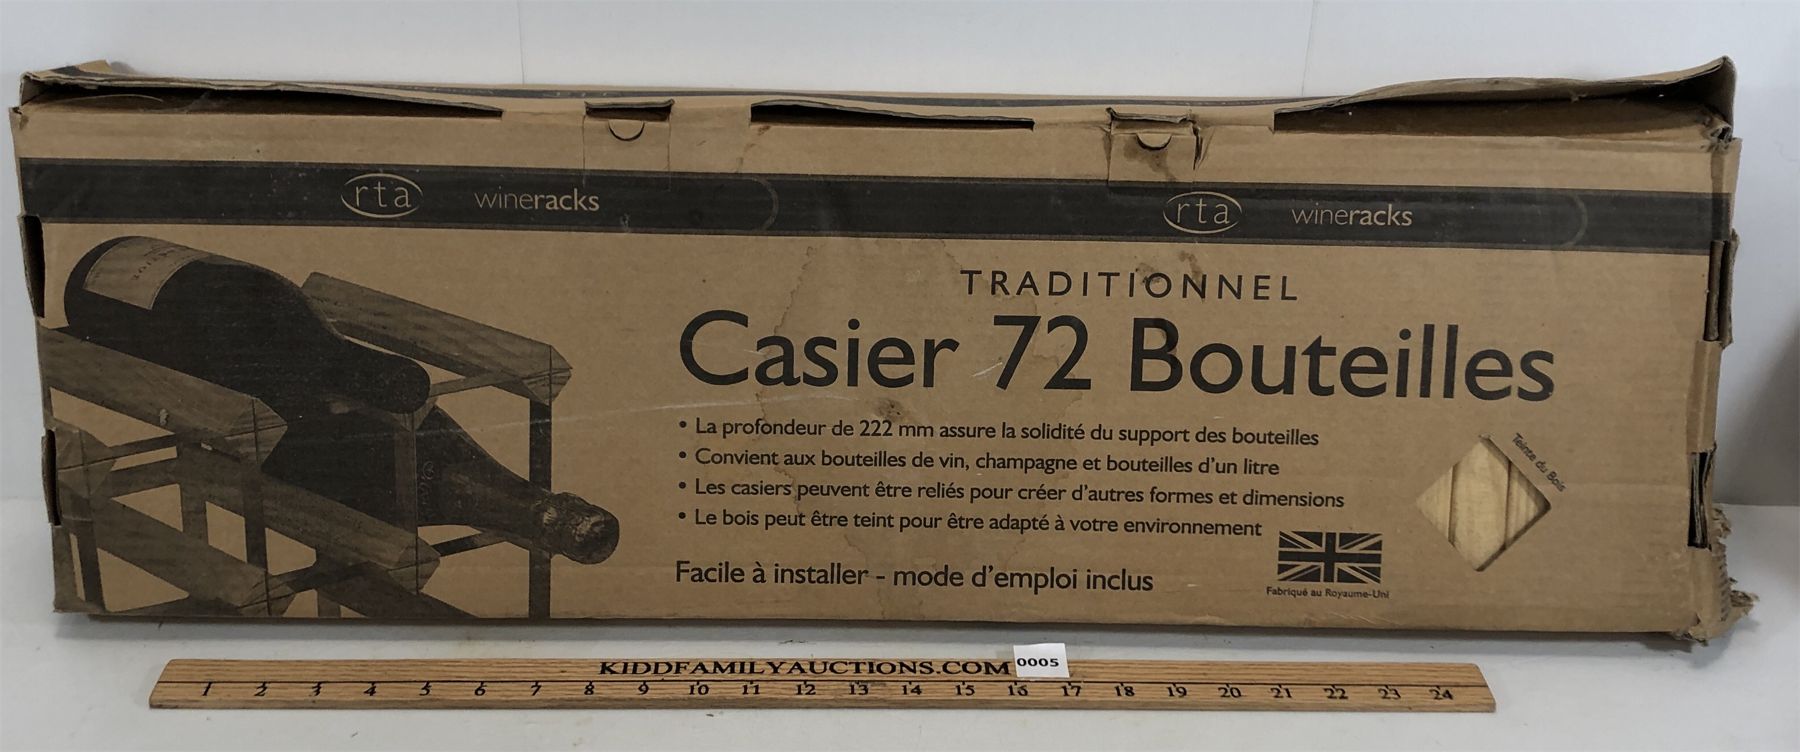 rta wineracks rta wineracks
TRADITIONNEL
Casier 72 Bouteilles
• La profondeur de 222 mm assure la solidité du support des bouteilles
• Convient aux bouteilles de vin, champagne et bouteilles d'un litre
• Les casiers peuvent être reliés pour créer d'autres formes et dimensions
• Le bois peut être teint pour être adapté à votre environnement
Facile à installer - mode d'emploi inclus
Teinte du Bois
Fabriqué au Royaume-Uni
KIDDFAMILYAUCTIONS.COM 0005
1 2 3 4 5 6 7 8 9 10 11 12 13 14 15 16 17 18 19 20 21 22 23 24